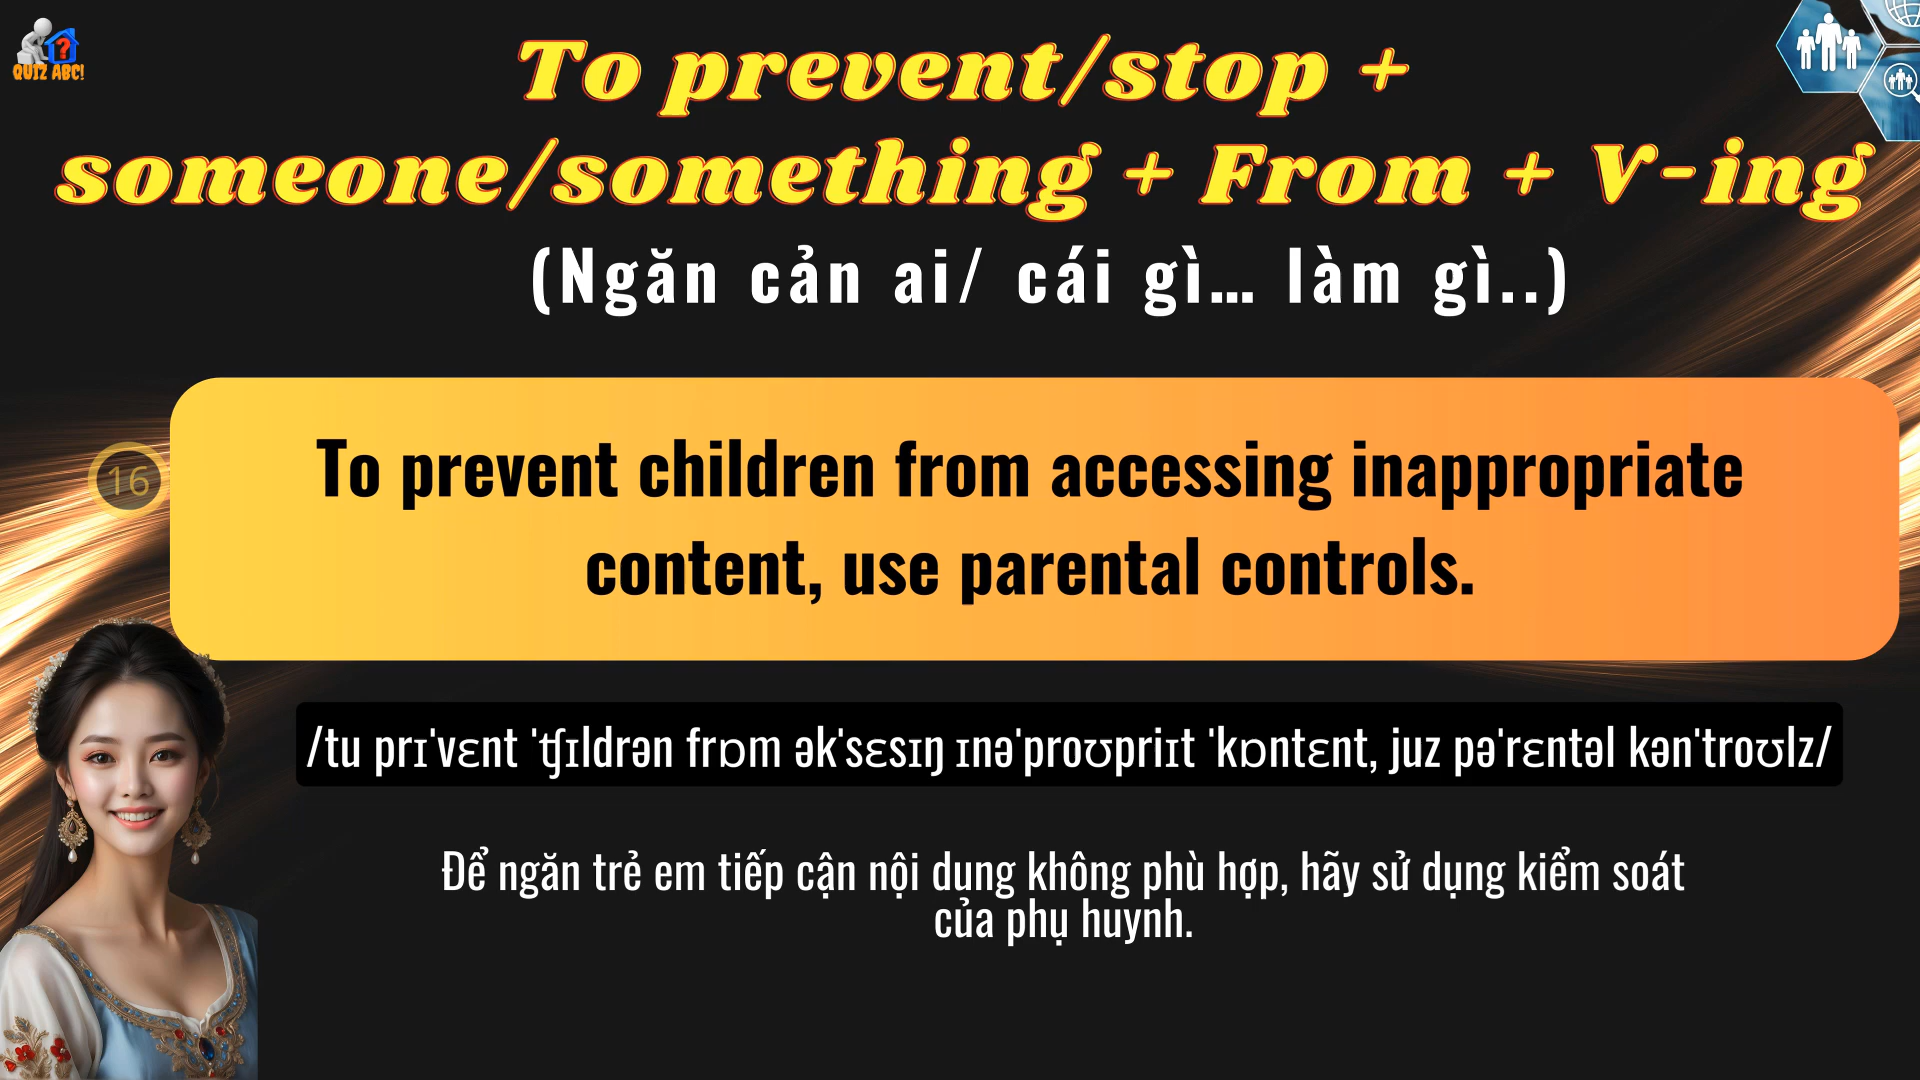 QUIZ ABC!
To prevent/stop +
someone/something + From + V-ing
(Ngăn cản ai/ cái gì... làm gì..)
16
To prevent children from accessing inappropriate
content, use parental controls.
/tu prɪˈvɛnt ˈʧɪldrən frɒm əkˈsɛsɪŋ ɪnəˈproʊpriɪt ˈkɒntɛnt, juz pəˈrɛntəl kənˈtroʊlz/
Để ngăn trẻ em tiếp cận nội dung không phù hợp, hãy sử dụng kiểm soát
của phụ huynh.